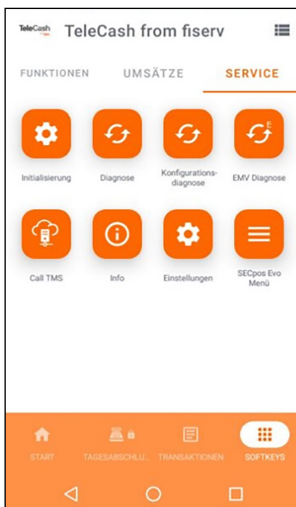 TeleCash
TeleCash from fiserv
FUNKTIONEN UMSÄTZE SERVICE
Initialisierung Diagnose Konfigurations-
diagnose EMV Diagnose
Call TMS Info Einstellungen SECpos Evo
Menü
START TAGESABSCHLU... TRANSAKTIONEN SOFTKEYS